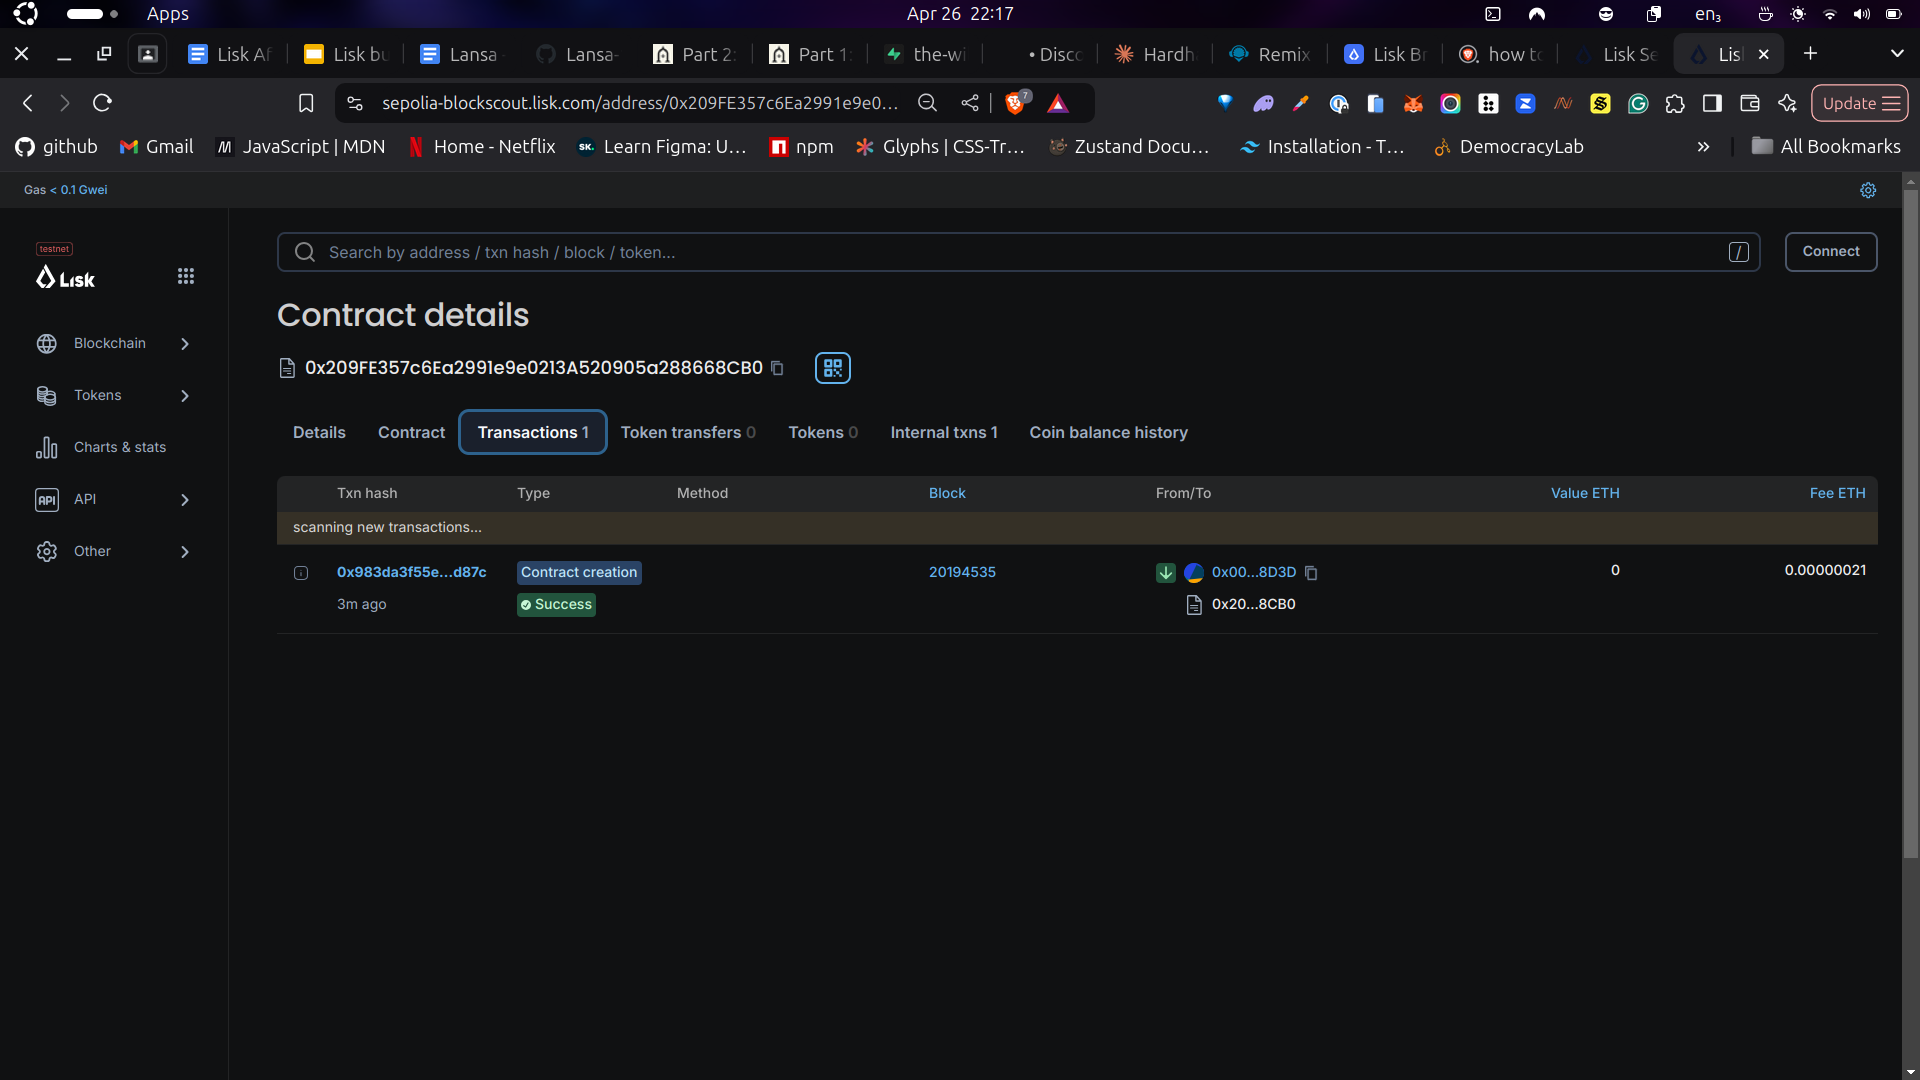 Apps
Apr 26 22:17
en₃
Lisk Af
Lisk bu
Lansa
Lansa-
Part 2:
Part 1:
the-wi
• Disco
Hardh
Remix
Lisk Br
how to
Lisk Se
Lis
sepolia-blockscout.lisk.com/address/0x209FE357c6Ea2991e9e0...
7
Update
github
Gmail
JavaScript | MDN
Home - Netflix
Learn Figma: U...
npm
Glyphs | CSS-Tr...
Zustand Docu...
Installation - T...
DemocracyLab
All Bookmarks
Gas < 0.1 Gwei
testnet
Lisk
Search by address / txn hash / block / token...
/
Connect
Contract details
0x209FE357c6Ea2991e9e0213A520905a288668CB0
Blockchain
Tokens
Charts & stats
API
API
Other
Details
Contract
Transactions 1
Token transfers 0
Tokens 0
Internal txns 1
Coin balance history
Txn hash
Type
Method
Block
From/To
Value ETH
Fee ETH
scanning new transactions...
0x983da3f55e...d87c
Contract creation
20194535
0x00...8D3D
0
0.00000021
3m ago
Success
0x20...8CB0